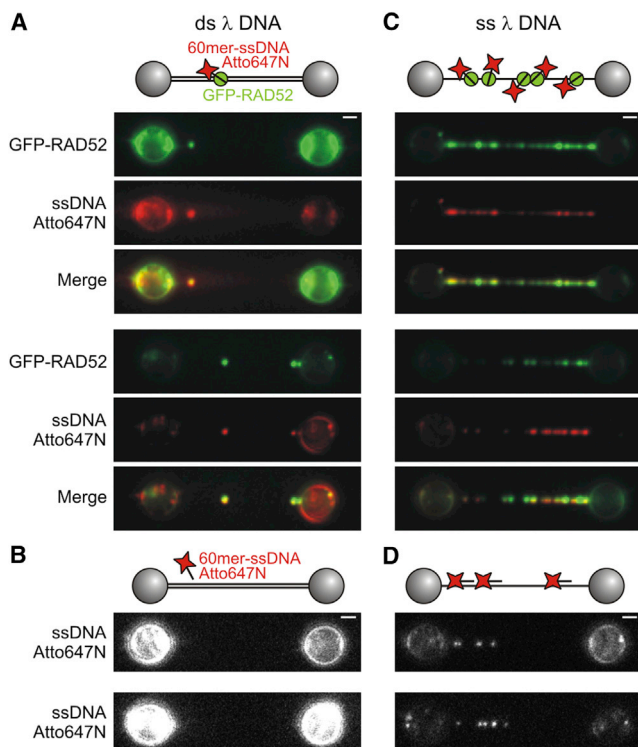 A
ds λ DNA
60mer-ssDNA
Atto647N
GFP-RAD52
GFP-RAD52
ssDNA
Atto647N
Merge
GFP-RAD52
ssDNA
Atto647N
Merge
B
60mer-ssDNA
Atto647N
ssDNA
Atto647N
ssDNA
Atto647N
C
ss λ DNA
D